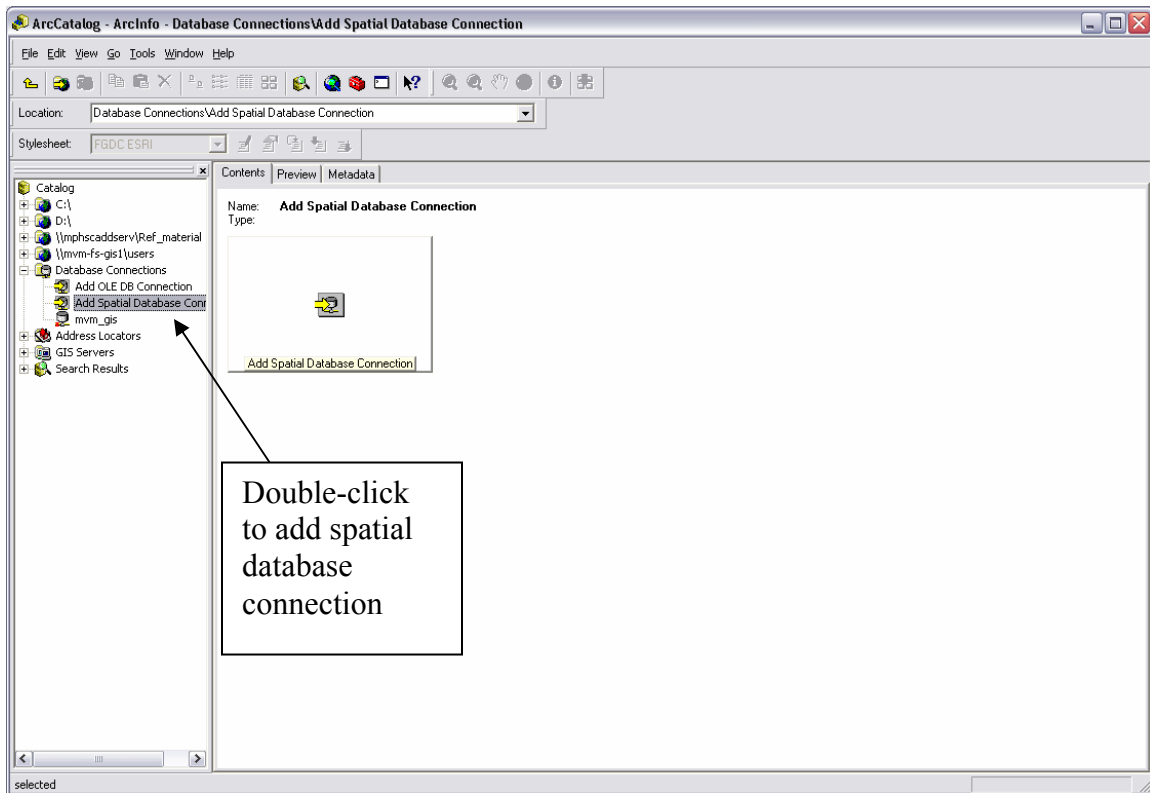 ArcCatalog - ArcInfo - Database Connections\Add Spatial Database Connection
File Edit View Go Tools Window Help
Location: Database Connections\Add Spatial Database Connection
Stylesheet: FGDC ESRI
Contents Preview Metadata
Catalog
C:\
D:\
\\mphscaddserv\Ref_material
\\mvm-fs-gis1\users
Database Connections
Add OLE DB Connection
Add Spatial Database Conn
mvm_gis
Address Locators
GIS Servers
Search Results
Name: Add Spatial Database Connection
Type:
Add Spatial Database Connection
Double-click
to add spatial
database
connection
selected